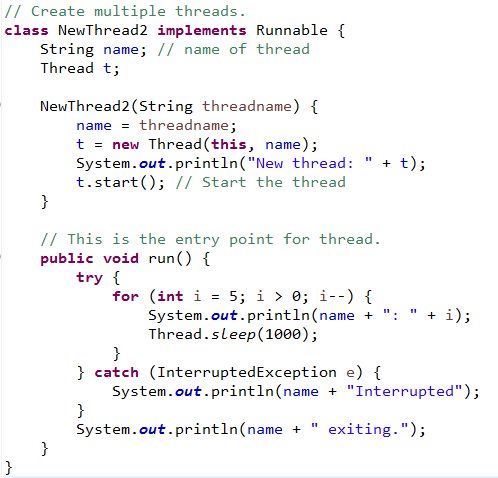 // Create multiple threads.
class NewThread2 implements Runnable {
    String name; // name of thread
    Thread t;

    NewThread2(String threadname) {
        name = threadname;
        t = new Thread(this, name);
        System.out.println("New thread: " + t);
        t.start(); // Start the thread
    }

    // This is the entry point for thread.
    public void run() {
        try {
            for (int i = 5; i > 0; i--) {
                System.out.println(name + ": " + i);
                Thread.sleep(1000);
            }
        } catch (InterruptedException e) {
            System.out.println(name + "Interrupted");
        }
        System.out.println(name + " exiting.");
    }
}